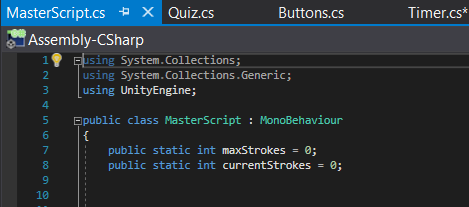 MasterScript.cs Quiz.cs Buttons.cs Timer.cs*
Assembly-CSharp
1 using System.Collections;
2 using System.Collections.Generic;
3 using UnityEngine;
4
5 public class MasterScript : MonoBehaviour
6 {
7 public static int maxStrokes = 0;
8 public static int currentStrokes = 0;
9
10